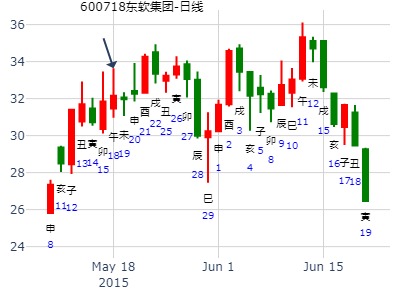 600718东软集团-日线
36
34
32
30
28
26
24
申 8
亥 11
子 12
丑 13
寅 14
卯 15
午 18
未 19
申 20
酉 21
戌 22
丑 25
寅 26
卯 27
辰 28
巳 29
申 1
酉 2
戌 3
亥 4
子 5
卯 8
辰 9
巳 10
午 11
未 12
戌 15
亥 16
子 17
丑 18
寅 19
May 18
2015
Jun 1
Jun 15